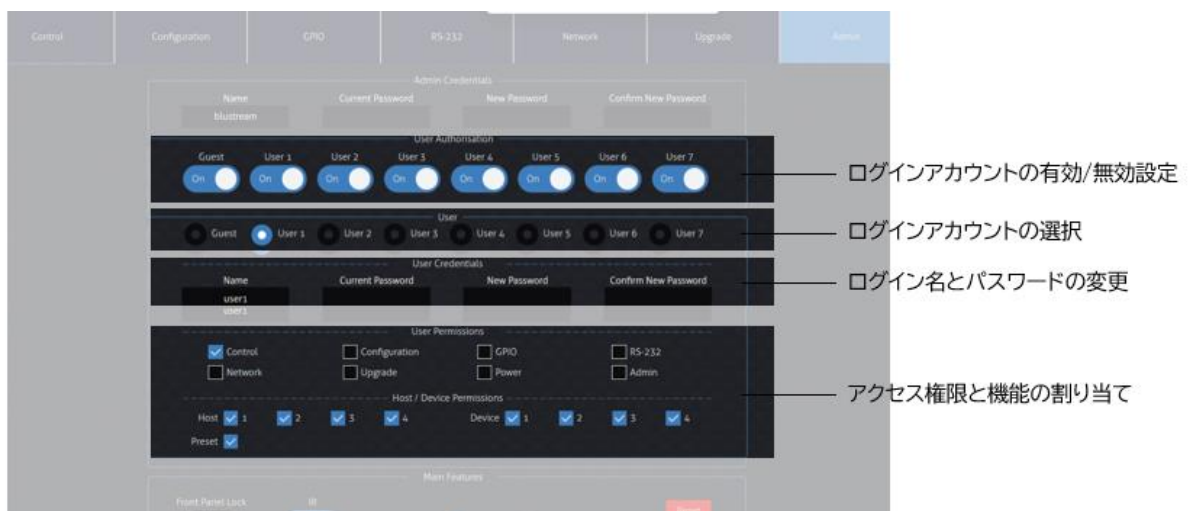 Control Configuration GPIO RS-232 Network Upgrade Admin
Admin Credentials
Name Current Password New Password Confirm New Password
blustream
User Authorisation
Guest User 1 User 2 User 3 User 4 User 5 User 6 User 7
On On On On On On On On
ログインアカウントの有効/無効設定
User
Guest User 1 User 2 User 3 User 4 User 5 User 6 User 7
ログインアカウントの選択
User Credentials
Name Current Password New Password Confirm New Password
ログイン名とパスワードの変更
user1
user1
User Permissions
Control Configuration GPIO RS-232
Network Upgrade Power Admin
アクセス権限と機能の割り当て
Host / Device Permissions
Host 1 2 3 4 Device 1 2 3 4
Preset
Main Features
Front Panel Lock IR